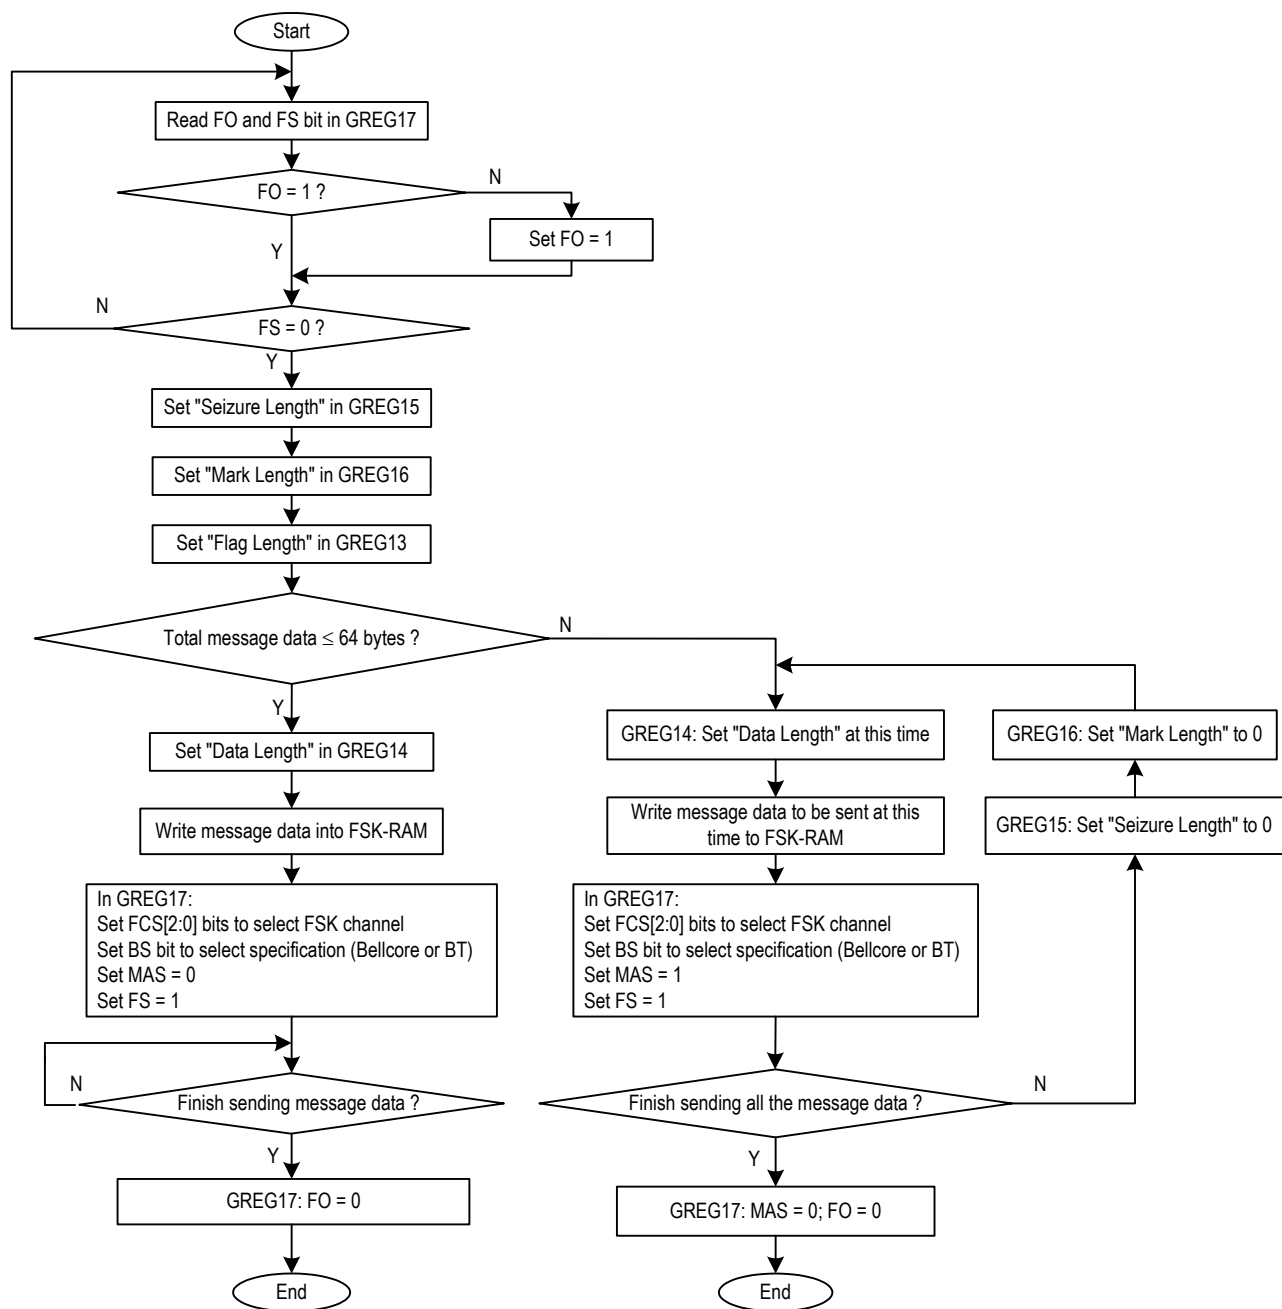 Start
Read FO and FS bit in GREG17
FO = 1 ?
N
Set FO = 1
Y
N
FS = 0 ?
Y
Set "Seizure Length" in GREG15
Set "Mark Length" in GREG16
Set "Flag Length" in GREG13
Total message data ≤ 64 bytes ?
N
Y
Set "Data Length" in GREG14
Write message data into FSK-RAM
In GREG17:
Set FCS[2:0] bits to select FSK channel
Set BS bit to select specification (Bellcore or BT)
Set MAS = 0
Set FS = 1
N
Finish sending message data ?
Y
GREG17: FO = 0
End
GREG14: Set "Data Length" at this time
Write message data to be sent at this
time to FSK-RAM
In GREG17:
Set FCS[2:0] bits to select FSK channel
Set BS bit to select specification (Bellcore or BT)
Set MAS = 1
Set FS = 1
Finish sending all the message data ?
N
Y
GREG17: MAS = 0; FO = 0
End
GREG16: Set "Mark Length" to 0
GREG15: Set "Seizure Length" to 0